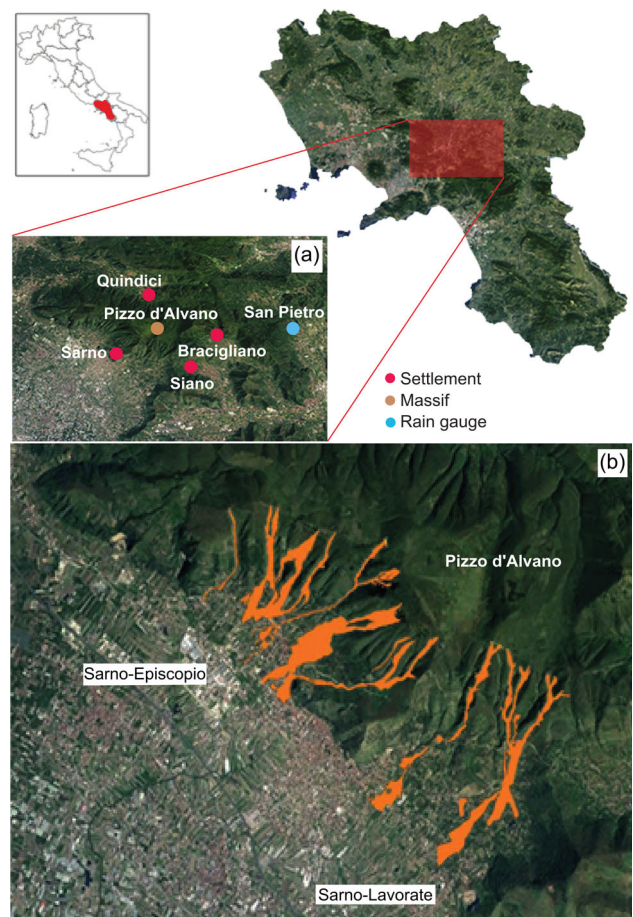 (a)
Quindici
Pizzo d'Alvano
San Pietro
Sarno
Bracigliano
Siano
Settlement
Massif
Rain gauge
(b)
Pizzo d'Alvano
Sarno-Episcopio
Sarno-Lavorate